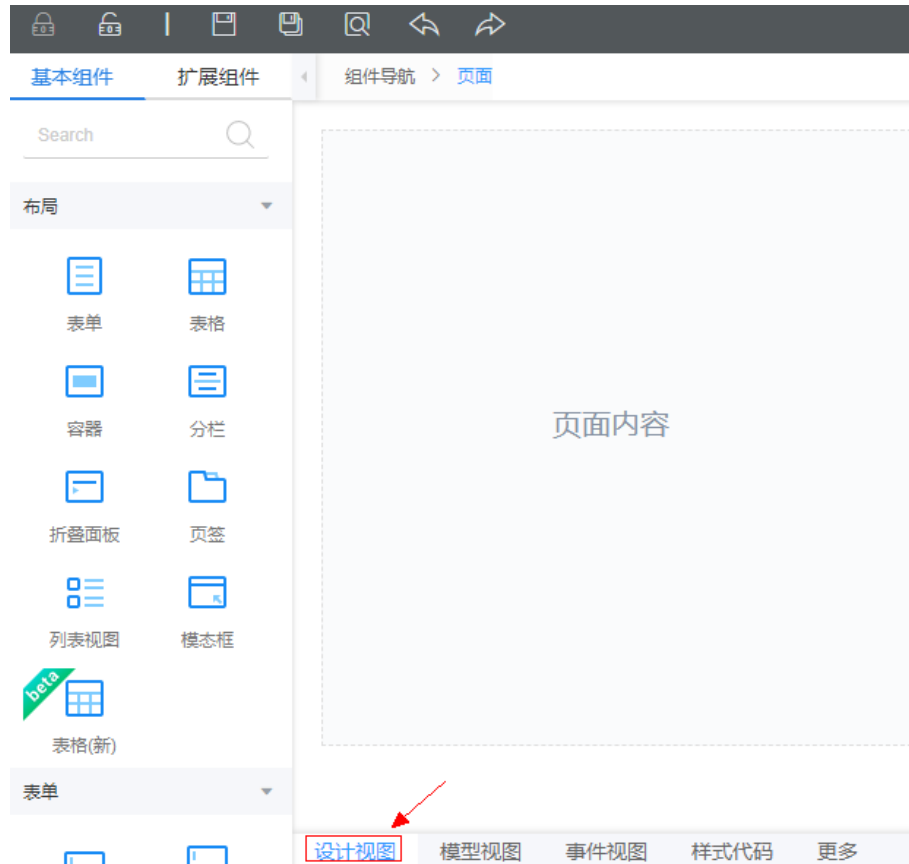 基本组件 扩展组件 组件导航 > 页面
Search
布局
表单 表格
容器 分栏
页面内容
折叠面板 页签
列表视图 模态框
beta
表格(新)
表单
设计视图 模型视图 事件视图 样式代码 更多